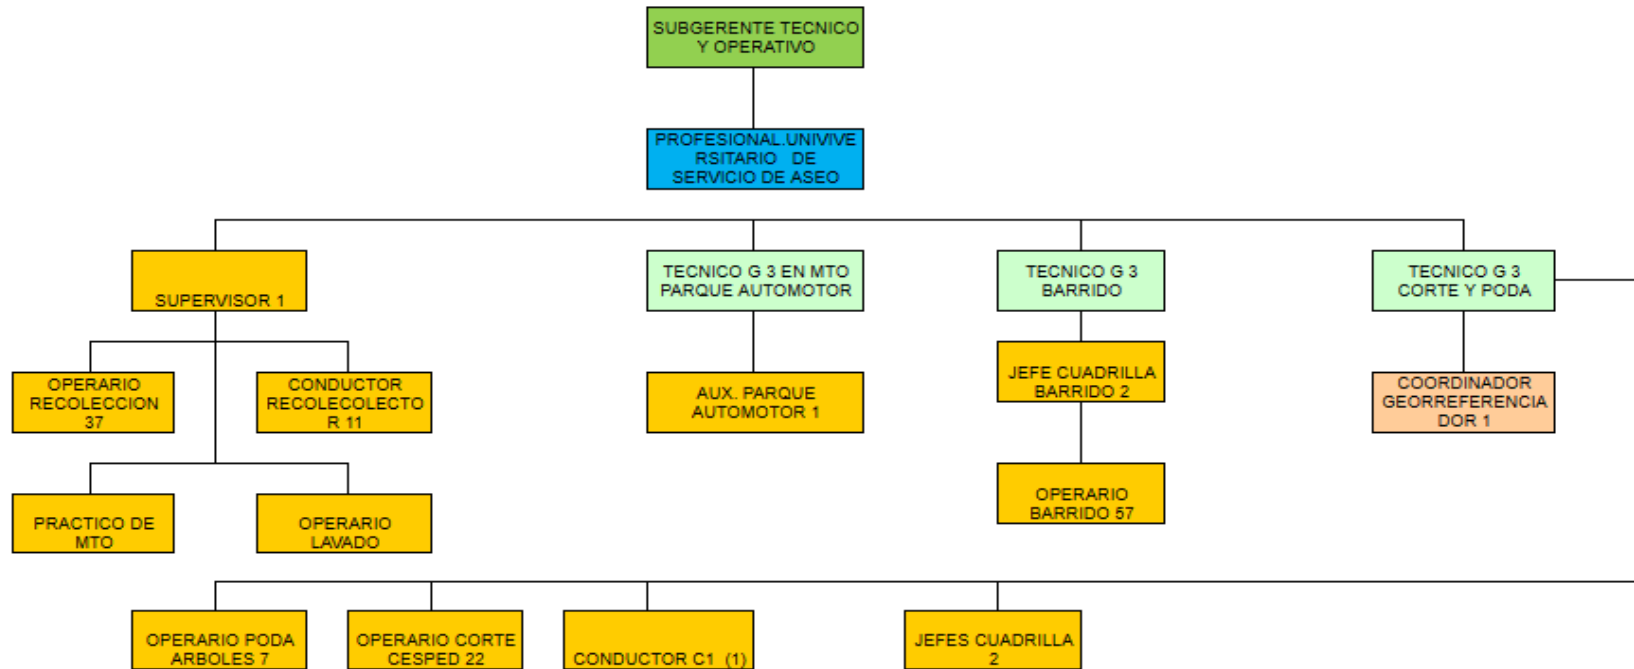 SUBGERENTE TECNICO
Y OPERATIVO
PROFESIONAL.UNIVIVE
RSITARIO DE
SERVICIO DE ASEO
SUPERVISOR 1
TECNICO G 3 EN MTO
PARQUE AUTOMOTOR
TECNICO G 3
BARRIDO
TECNICO G 3
CORTE Y PODA
OPERARIO
RECOLECCION
37
CONDUCTOR
RECOLECOLECTO
R 11
AUX. PARQUE
AUTOMOTOR 1
JEFE CUADRILLA
BARRIDO 2
COORDINADOR
GEORREFERENCIA
DOR 1
PRACTICO DE
MTO
OPERARIO
LAVADO
OPERARIO
BARRIDO 57
OPERARIO PODA
ARBOLES 7
OPERARIO CORTE
CESPED 22
CONDUCTOR C1 (1)
JEFES CUADRILLA
2